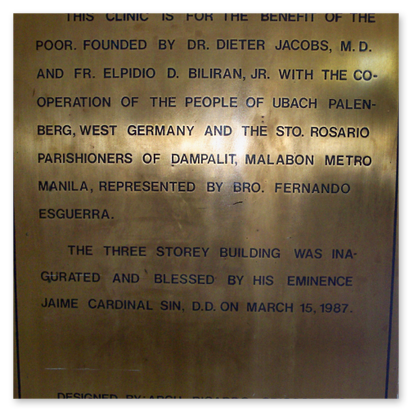 THIS CLINIC IS FOR THE BENEFIT OF THE
POOR. FOUNDED BY DR. DIETER JACOBS, M.D.
AND FR. ELPIDIO D. BILIRAN, JR. WITH THE CO-
OPERATION OF THE PEOPLE OF UBACH PALEN-
BERG, WEST GERMANY AND THE STO. ROSARIO
PARISHIONERS OF DAMPALIT, MALABON METRO
MANILA, REPRESENTED BY BRO. FERNANDO
ESGUERRA.
THE THREE STOREY BUILDING WAS INA-
GURATED AND BLESSED BY HIS EMINENCE
JAIME CARDINAL SIN, D.D. ON MARCH 15, 1987.
DESIGNED BY: ARCH.